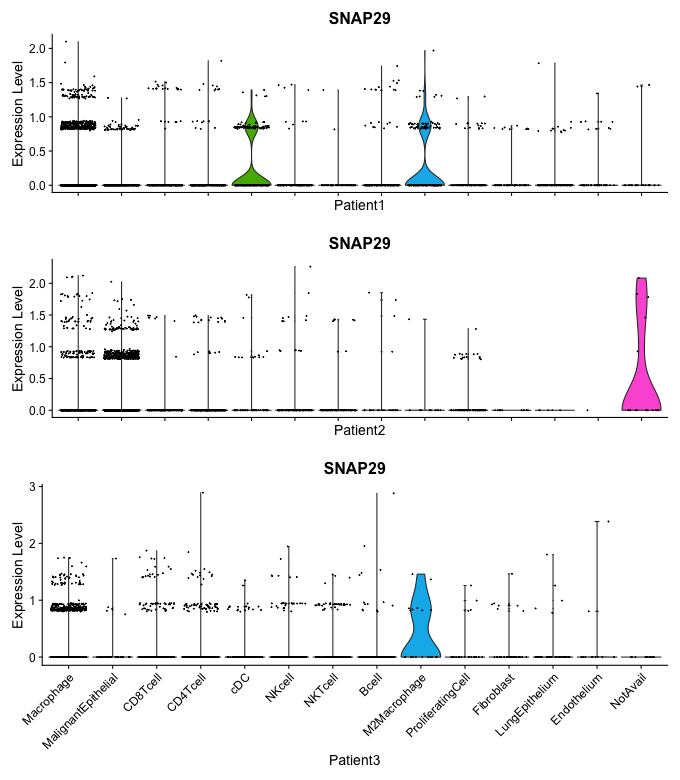 SNAP29
Expression Level
2.0
1.5
1.0
0.5
0.0
Patient1
SNAP29
Expression Level
2.0
1.5
1.0
0.5
0.0
Patient2
SNAP29
Expression Level
3
2
1
0
Macrophage
MalignantEpithelial
CD8Tcell
CD4Tcell
cDC
NKcell
NKTcell
Bcell
M2Macrophage
ProliferatingCell
Fibroblast
LungEpithelium
Endothelium
NotAvail
Patient3